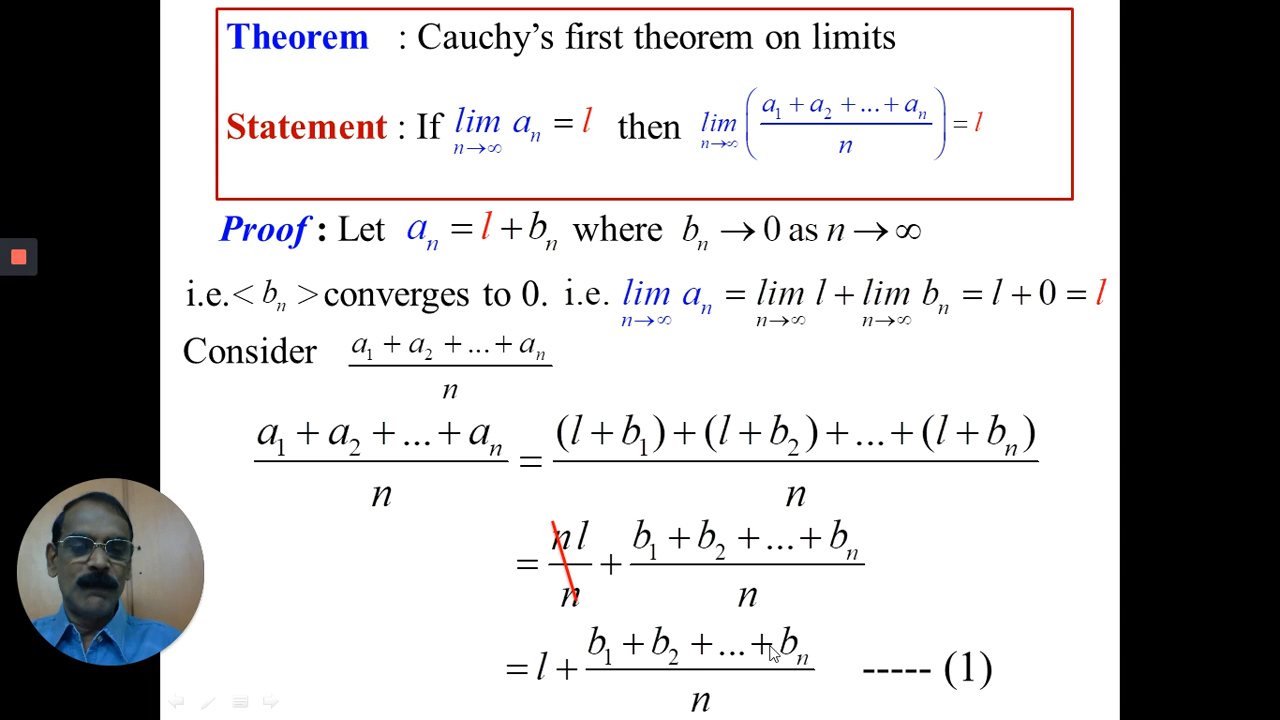 Theorem : Cauchy’s first theorem on limits
Statement : If lim_{n→∞} a_n = l then lim_{n→∞} ( (a_1 + a_2 + ... + a_n) / n ) = l
Proof : Let a_n = l + b_n where b_n → 0 as n → ∞
i.e. < b_n > converges to 0. i.e. lim_{n→∞} a_n = lim_{n→∞} l + lim_{n→∞} b_n = l + 0 = l
Consider (a_1 + a_2 + ... + a_n) / n
(a_1 + a_2 + ... + a_n) / n = ((l + b_1) + (l + b_2) + ... + (l + b_n)) / n
= nl / n + (b_1 + b_2 + ... + b_n) / n
= l + (b_1 + b_2 + ... + b_n) / n ----- (1)